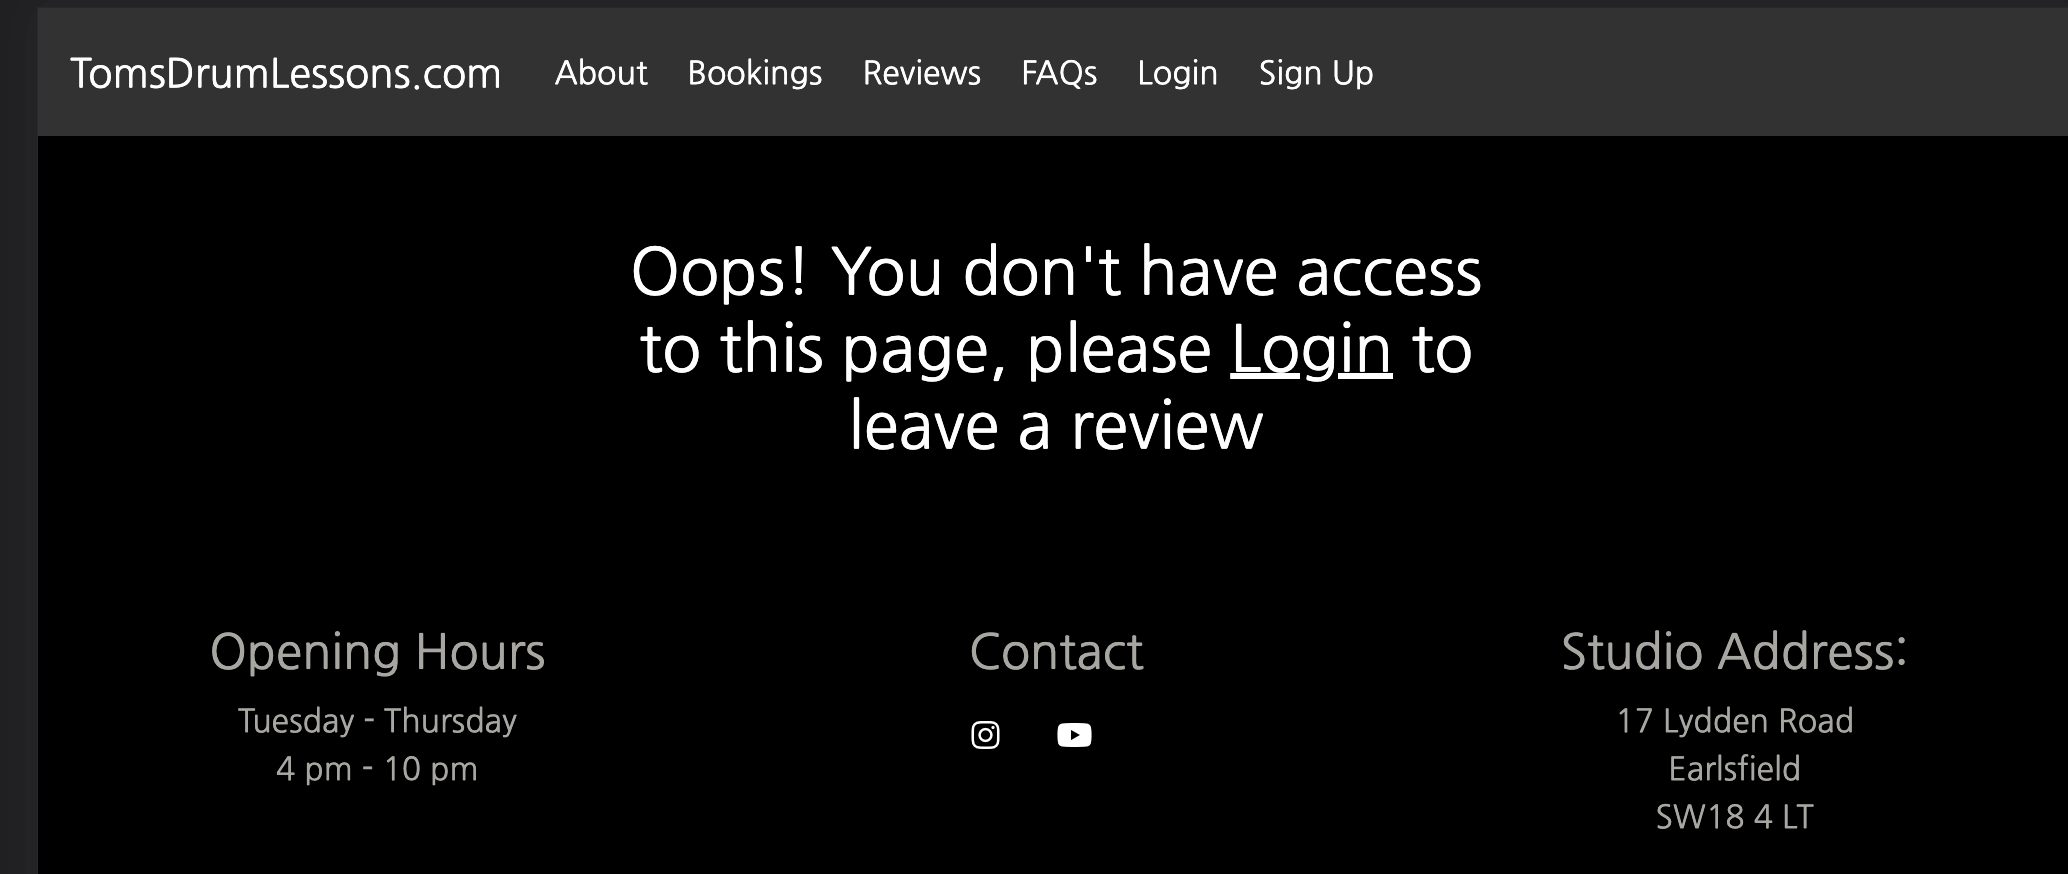 TomsDrumLessons.com About Bookings Reviews FAQs Login Sign Up
Oops! You don't have access
to this page, please Login to
leave a review
Opening Hours
Tuesday - Thursday
4 pm - 10 pm
Contact
Studio Address:
17 Lydden Road
Earlsfield
SW18 4 LT